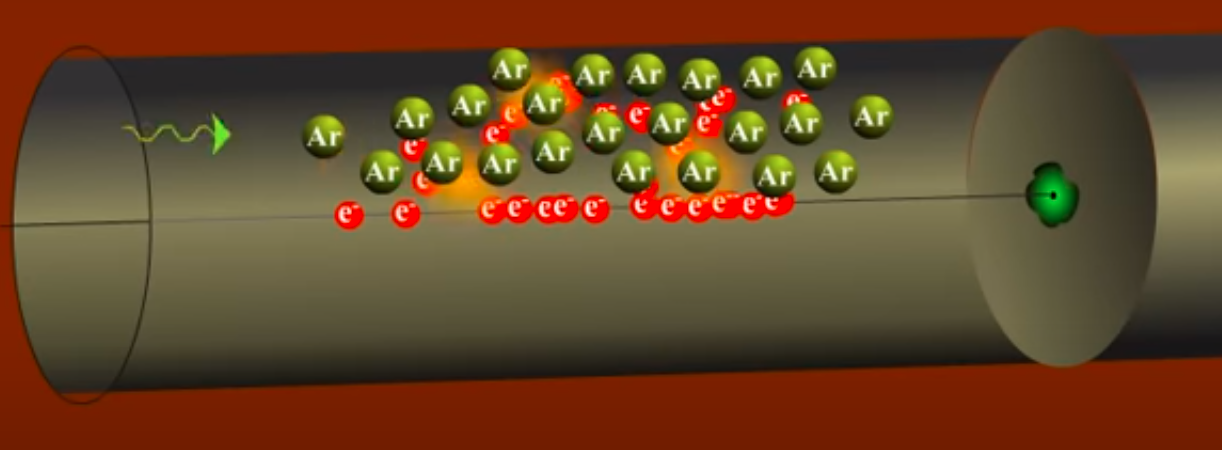 Ar Ar Ar Ar Ar Ar
e⁻
Ar Ar e⁻ e⁻ e⁻
Ar e e⁻ Ar e⁻ Ar Ar
Ar e⁻ Ar Ar
e⁻ Ar e⁻
Ar Ar Ar Ar Ar Ar Ar
e
e⁻ e⁻ e⁻ e⁻ e e⁻ e⁻ e⁻ e⁻ e⁻ e⁻ e⁻ e⁻